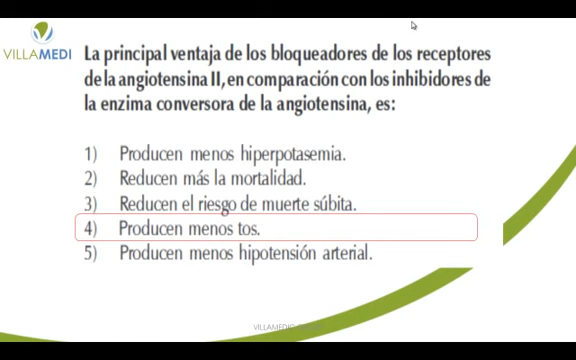 VILLAMEDI
La principal ventaja de los bloqueadores de los receptores
de la angiotensina II, en comparación con los inhibidores de
la enzima conversora de la angiotensina, es:
1) Producen menos hiperpotasemia.
2) Reducen más la mortalidad.
3) Reducen el riesgo de muerte súbita.
4) Producen menos tos.
5) Producen menos hipotensión arterial.